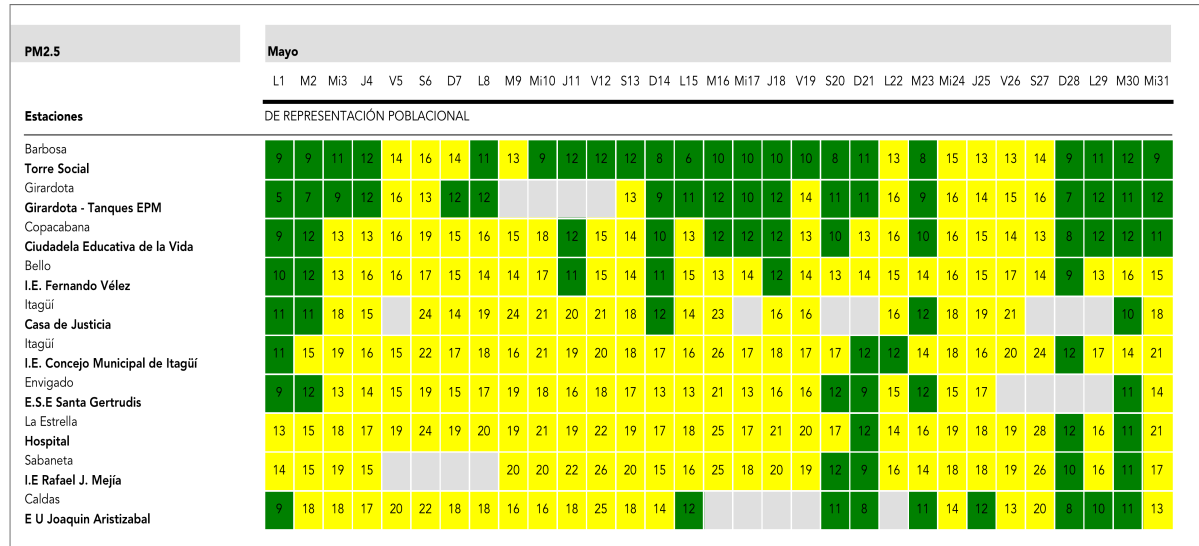 PM2.5 Mayo
L1 M2 Mi3 J4 V5 S6 D7 L8 M9 Mi10 J11 V12 S13 D14 L15 M16 Mi17 J18 V19 S20 D21 L22 M23 Mi24 J25 V26 S27 D28 L29 M30 Mi31
Estaciones DE REPRESENTACIÓN POBLACIONAL
Barbosa
Torre Social
9 9 11 12 14 16 14 11 13 9 12 12 12 8 6 10 10 10 10 8 11 13 8 15 13 13 14 9 11 12 9
Girardota
Girardota - Tanques EPM
5 7 9 12 16 13 12 12 13 9 11 12 10 12 14 11 11 16 9 16 14 15 16 7 12 11 12
Copacabana
Ciudadela Educativa de la Vida
9 12 13 13 16 19 15 16 15 18 12 15 14 10 13 12 12 12 13 10 13 16 10 16 15 14 13 8 12 12 11
Bello
I.E. Fernando Vélez
10 12 13 16 16 17 15 14 14 17 11 15 14 11 15 13 14 12 14 13 14 15 14 16 15 17 14 9 13 16 15
Itagüí
Casa de Justicia
11 11 18 15 24 14 19 24 21 20 21 18 12 14 23 16 16 16 12 18 19 21 10 18
Itagüí
I.E. Concejo Municipal de Itagüí
11 15 19 16 15 22 17 18 16 21 19 20 18 17 16 26 17 18 17 17 12 12 14 18 16 20 24 12 17 14 21
Envigado
E.S.E Santa Gertrudis
9 12 13 14 15 19 15 17 19 18 16 18 17 13 13 21 13 16 16 12 9 15 12 15 17 11 14
La Estrella
Hospital
13 15 18 17 19 24 19 20 19 21 19 22 19 17 18 25 17 21 20 17 12 14 16 19 18 19 28 12 16 11 21
Sabaneta
I.E Rafael J. Mejía
14 15 19 15 20 20 22 26 20 15 16 25 18 20 19 12 9 16 14 18 18 19 26 10 16 11 17
Caldas
E U Joaquin Aristizabal
9 18 18 17 20 22 18 18 16 16 18 25 18 14 12 11 8 11 14 12 13 20 8 10 11 13